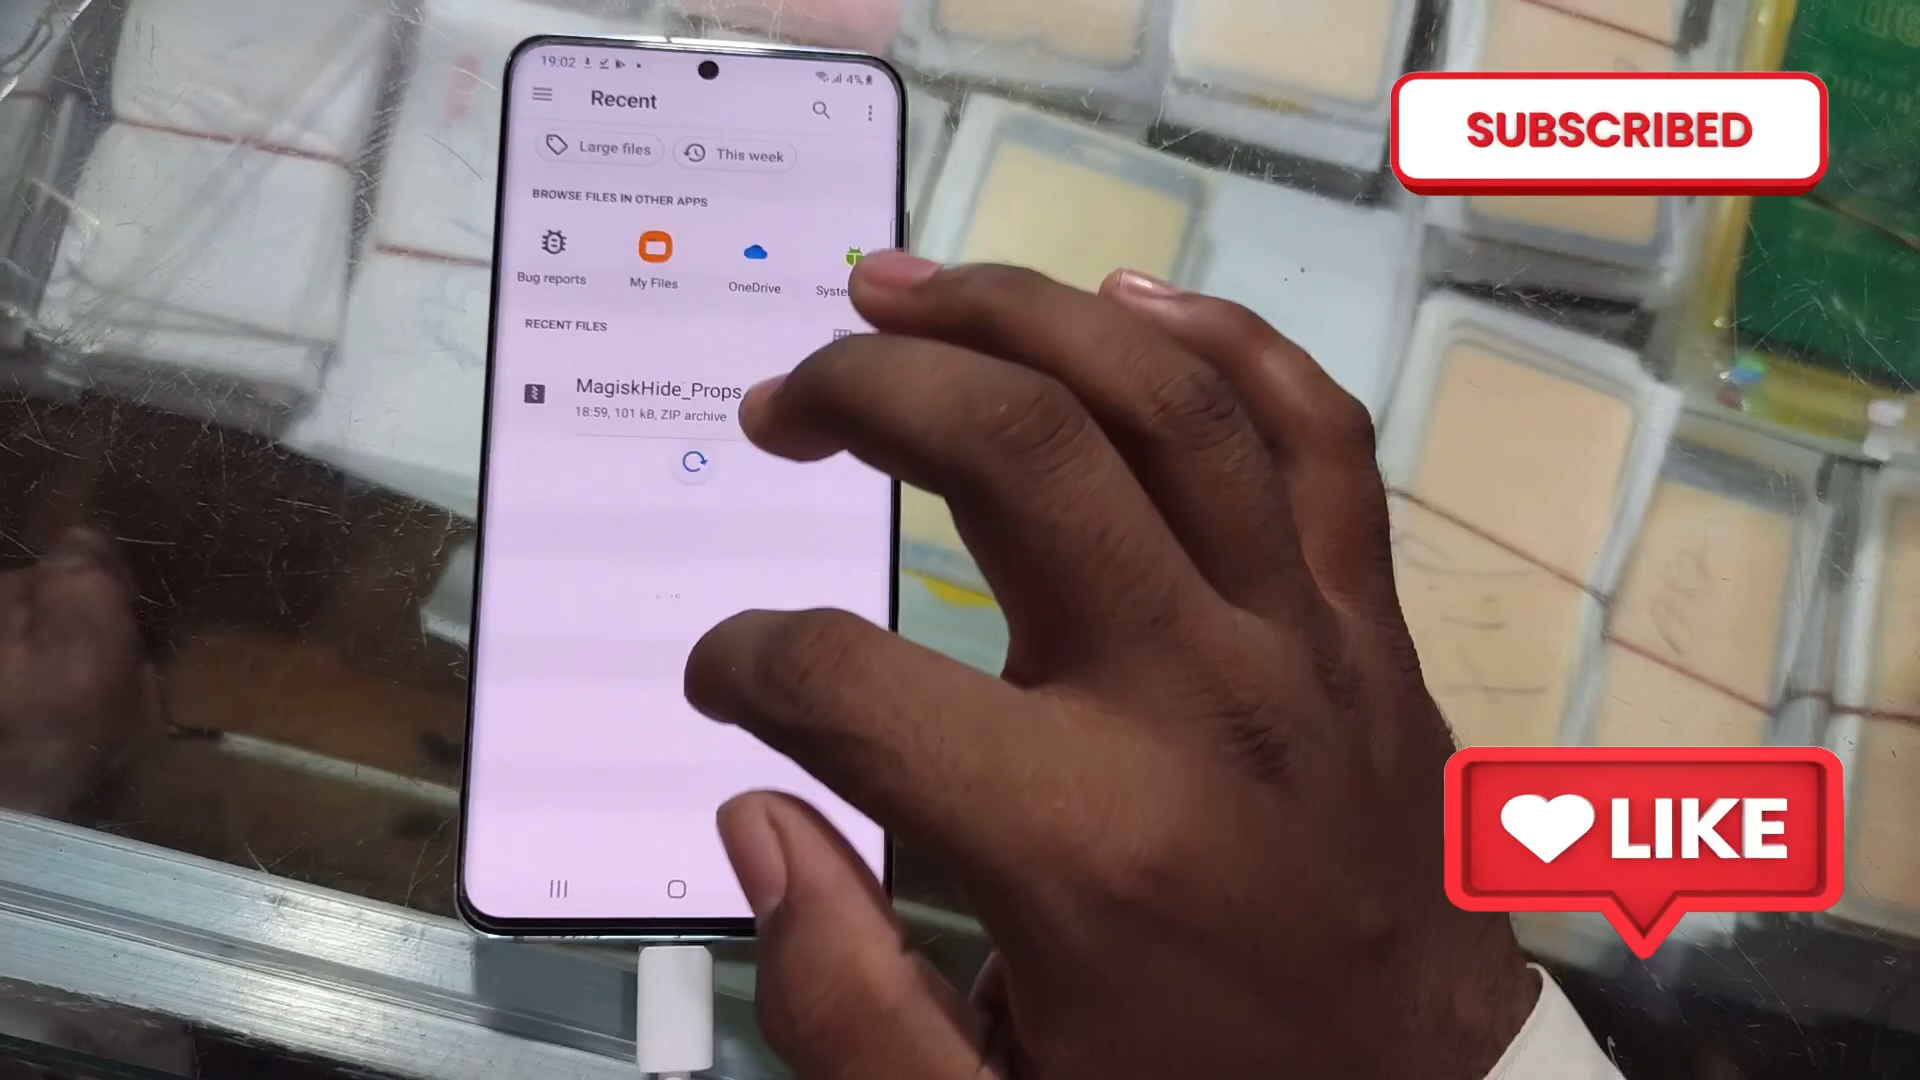 19:02
4%
Recent
Large files
This week
BROWSE FILES IN OTHER APPS
Bug reports
My Files
OneDrive
RECENT FILES
MagiskHide_Props
18:59, 101 kB, ZIP archive
SUBSCRIBED
LIKE